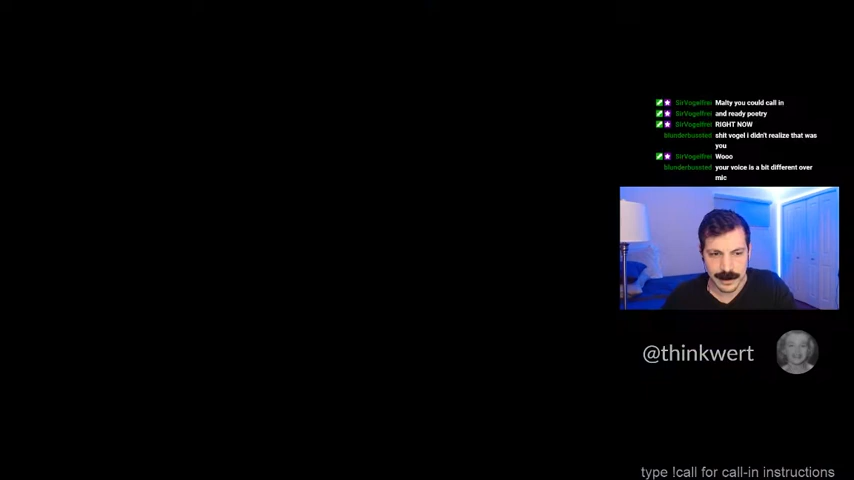 SirVogelfrei Malty you could call in
SirVogelfrei and ready poetry
SirVogelfrei RIGHT NOW
blunderbussted shit vogel i didn't realize that was
you
SirVogelfrei Wooo
blunderbussted your voice is a bit different over
mic
@thinkwert
type !call for call-in instructions